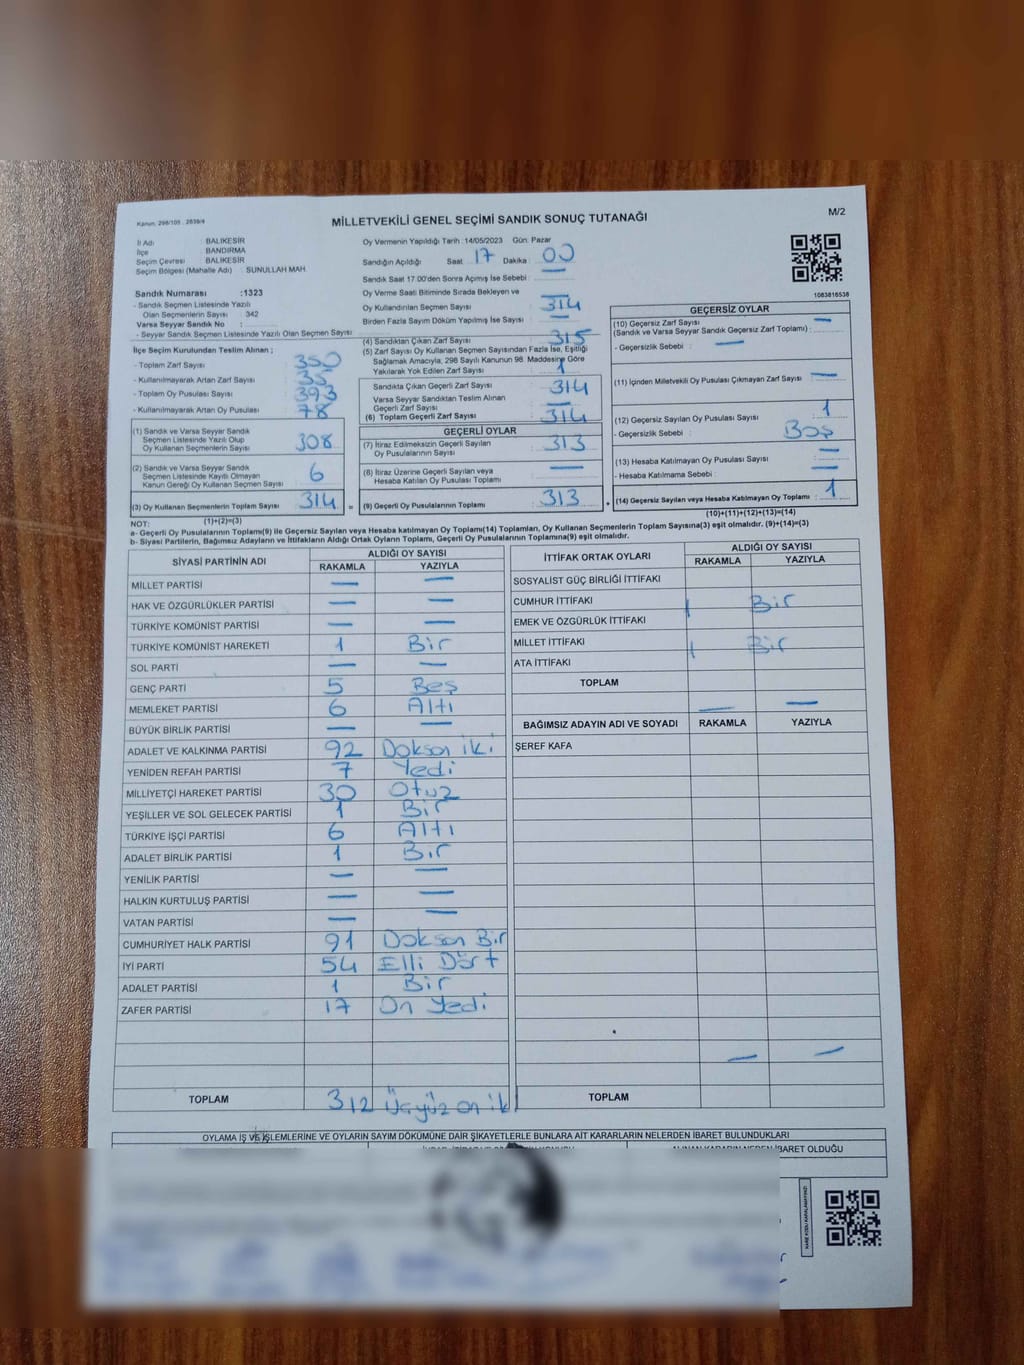 Kanun. 298/105 . 2839/4
MİLLETVEKİLİ GENEL SEÇİMİ SANDIK SONUÇ TUTANAĞI
M/2
İl Adı BALIKESİR
İlçe BANDIRMA
Seçim Çevresi BALIKESİR
Seçim Bölgesi (Mahalle Adı) SUNULLAH MAH.
Oy Vermenin Yapıldığı Tarih : 14/05/2023 Gün. Pazar
Sandığın Açıldığı Saat 17 Dakika : 00
Sandık Saat 17.00'den Sonra Açımış İse Sebebi : —
Sandık Numarası :1323
- Sandık Seçmen Listesinde Yazılı
Olan Seçmenlerin Sayısı : 342
Varsa Seyyar Sandık No :
- Seyyar Sandık Seçmen Listesinde Yazılı Olan Seçmen Sayısı :
Oy Verme Saati Bitiminde Sırada Bekleyen ve
Oy Kullandırılan Seçmen Sayısı : — 314
Birden Fazla Sayım Döküm Yapılmış İse Sayısı : —
1083816538
İlçe Seçim Kurulundan Teslim Alınan ;
- Toplam Zarf Sayısı : 350
- Kullanılmayarak Artan Zarf Sayısı : 35
- Toplam Oy Pusulası Sayısı : 393
- Kullanılmayarak Artan Oy Pusulası : 78
(4) Sandıktan Çıkan Zarf Sayısı : 315
(5) Zarf Sayısı Oy Kullanan Seçmen Sayısından Fazla İse, Eşitliği
Sağlamak Amacıyla, 298 Sayılı Kanunun 98. Maddesine Göre
Yakılarak Yok Edilen Zarf Sayısı : 1
Sandıkta Çıkan Geçerli Zarf Sayısı : 314
Varsa Seyyar Sandıktan Teslim Alınan
Geçerli Zarf Sayısı : —
(6) Toplam Geçerli Zarf Sayısı : 314
GEÇERSİZ OYLAR
(10) Geçersiz Zarf Sayısı
(Sandık ve Varsa Seyyar Sandık Geçersiz Zarf Toplamı) : —
- Geçersizlik Sebebi : —
(11) İçinden Milletvekili Oy Pusulası Çıkmayan Zarf Sayısı : —
(12) Geçersiz Sayılan Oy Pusulası Sayısı : 1
- Geçersizlik Sebebi : Boş
(13) Hesaba Katılmayan Oy Pusulası Sayısı : —
- Hesaba Katılmama Sebebi : —
(14) Geçersiz Sayılan veya Hesaba Katılmayan Oy Toplamı : 1
(10)+(11)+(12)+(13)=(14)
(1) Sandık ve Varsa Seyyar Sandık
Seçmen Listesinde Yazılı Olup
Oy Kullanan Seçmenlerin Sayısı : 308
(2) Sandık ve Varsa Seyyar Sandık
Seçmen Listesinde Kayıtlı Olmayan
Kanun Gereği Oy Kullanan Seçmen Sayısı : 6
(3) Oy Kullanan Seçmenlerin Toplam Sayısı : 314
(1)+(2)=(3)
GEÇERLİ OYLAR
(7) İtiraz Edilmeksizin Geçerli Sayılan
Oy Pusulalarının Sayısı : 313
(8) İtiraz Üzerine Geçerli Sayılan veya
Hesaba Katılan Oy Pusulası Toplamı : —
(9) Geçerli Oy Pusulalarının Toplamı : 313
NOT:
a- Geçerli Oy Pusulalarının Toplamı(9) ile Geçersiz Sayılan veya Hesaba katılmayan Oy Toplamı(14) Toplamları, Oy Kullanan Seçmenlerin Toplam Sayısına(3) eşit olmalıdır. (9)+(14)=(3)
b- Siyasi Partilerin, Bağımsız Adayların ve İttifakların Aldığı Ortak Oyların Toplamı, Geçerli Oy Pusulalarının Toplamına(9) eşit olmalıdır.
SİYASİ PARTİNİN ADI ALDIĞI OY SAYISI
RAKAMLA YAZIYLA
MİLLET PARTİSİ — —
HAK VE ÖZGÜRLÜKLER PARTİSİ — —
TÜRKİYE KOMÜNİST PARTİSİ — —
TÜRKİYE KOMÜNİST HAREKETİ 1 Bir
SOL PARTİ — —
GENÇ PARTİ 5 Beş
MEMLEKET PARTİSİ 6 Altı
BÜYÜK BİRLİK PARTİSİ — —
ADALET VE KALKINMA PARTİSİ 92 Doksan iki
YENİDEN REFAH PARTİSİ 7 Yedi
MİLLİYETÇİ HAREKET PARTİSİ 30 Otuz
YEŞİLLER VE SOL GELECEK PARTİSİ 1 Bir
TÜRKİYE İŞÇİ PARTİSİ 6 Altı
ADALET BİRLİK PARTİSİ 1 Bir
YENİLİK PARTİSİ — —
HALKIN KURTULUŞ PARTİSİ — —
VATAN PARTİSİ — —
CUMHURİYET HALK PARTİSİ 91 Doksan Bir
İYİ PARTİ 54 Elli Dört
ADALET PARTİSİ 1 Bir
ZAFER PARTİSİ 17 On Yedi
TOPLAM 312 Üçyüz on ik
İTTİFAK ORTAK OYLARI ALDIĞI OY SAYISI
RAKAMLA YAZIYLA
SOSYALİST GÜÇ BİRLİĞİ İTTİFAKI
CUMHUR İTTİFAKI 1 Bir
EMEK VE ÖZGÜRLÜK İTTİFAKI
MİLLET İTTİFAKI 1 Bir
ATA İTTİFAKI
TOPLAM — —
BAĞIMSIZ ADAYIN ADI VE SOYADI RAKAMLA YAZIYLA
ŞEREF KAFA
— —
TOPLAM
OYLAMA İŞ VE İŞLEMLERİNE VE OYLARIN SAYIM DÖKÜMÜNE DAİR ŞİKAYETLERLE BUNLARA AİT KARARLARIN NELERDEN İBARET BULUNDUKLARI
ALINAN KARARIN NEDEN İBARET OLDUĞU